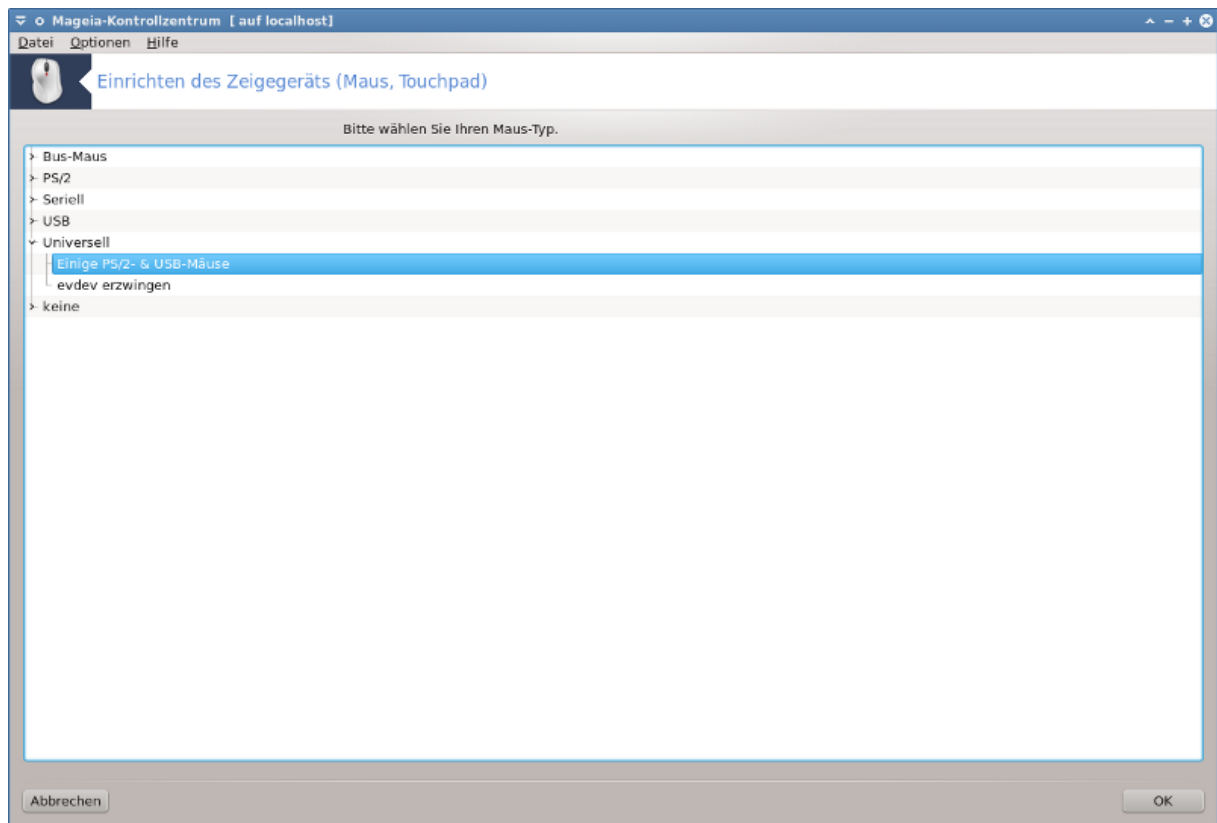 Mageia-Kontrollzentrum [ auf localhost]
Datei Optionen Hilfe
Einrichten des Zeigegeräts (Maus, Touchpad)
Bitte wählen Sie Ihren Maus-Typ.
Bus-Maus
PS/2
Seriell
USB
Universell
Einige PS/2- & USB-Mäuse
evdev erzwingen
keine
Abbrechen OK